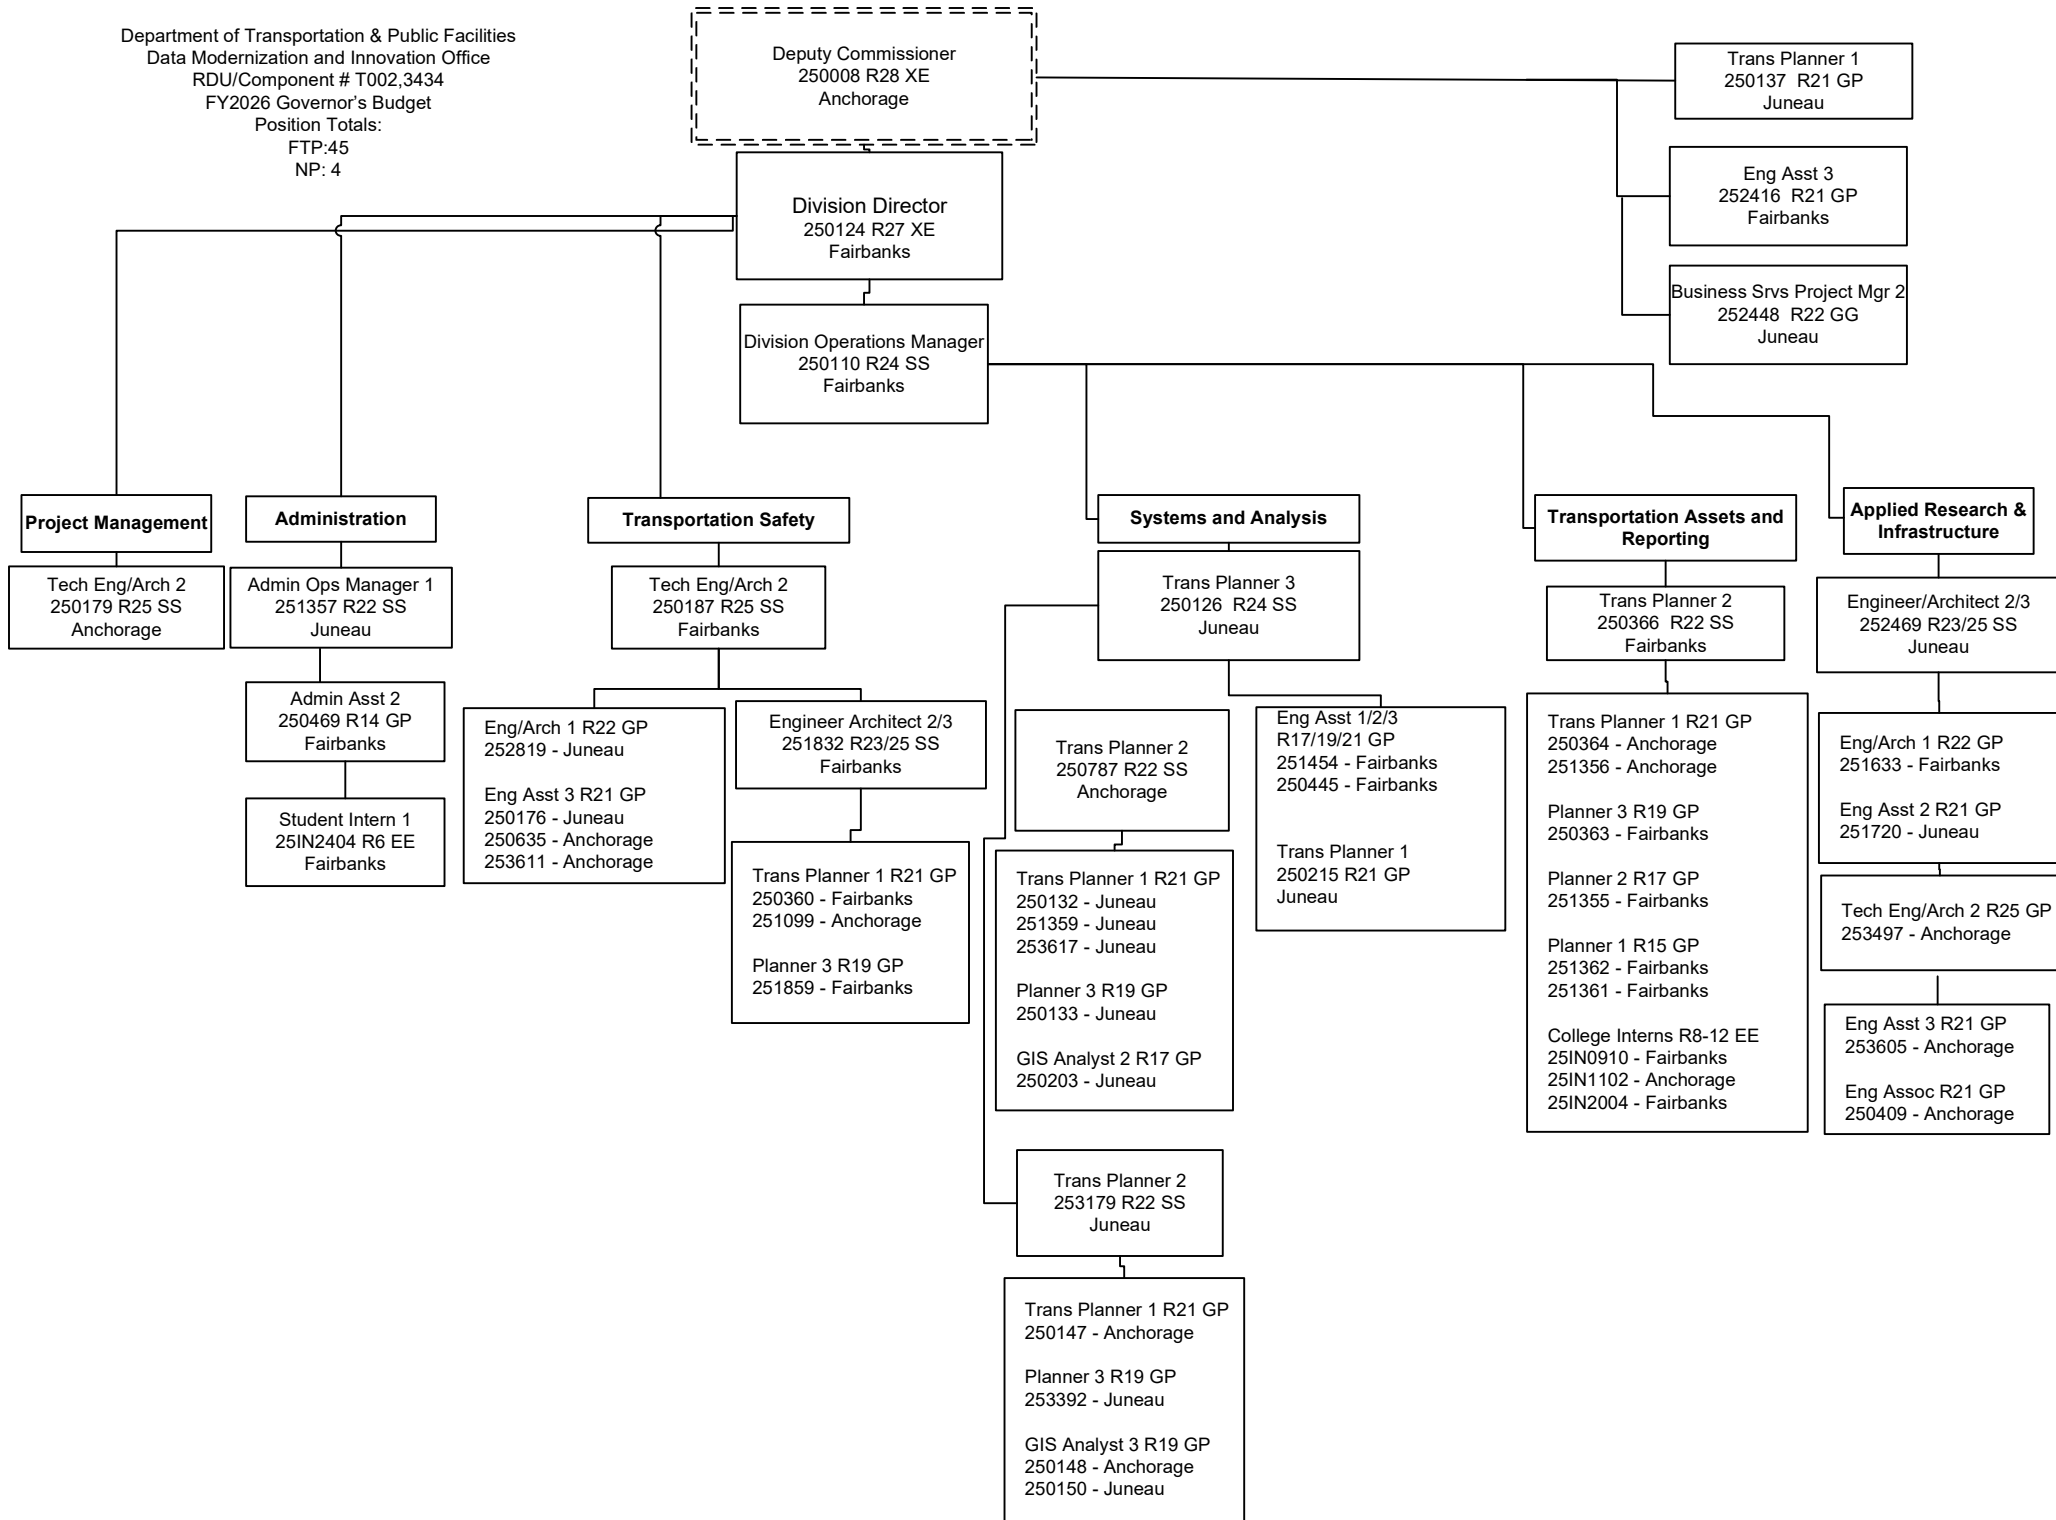 Department of Transportation & Public Facilities
Data Modernization and Innovation Office
RDU/Component # T002,3434
FY2026 Governor's Budget
Position Totals:
FTP:45
NP: 4
Deputy Commissioner
250008 R28 XE
Anchorage
Trans Planner 1
250137 R21 GP
Juneau
Eng Asst 3
252416 R21 GP
Fairbanks
Business Srvs Project Mgr 2
252448 R22 GG
Juneau
Division Director
250124 R27 XE
Fairbanks
Division Operations Manager
250110 R24 SS
Fairbanks
Project Management
Tech Eng/Arch 2
250179 R25 SS
Anchorage
Administration
Admin Ops Manager 1
251357 R22 SS
Juneau
Admin Asst 2
250469 R14 GP
Fairbanks
Student Intern 1
25IN2404 R6 EE
Fairbanks
Transportation Safety
Tech Eng/Arch 2
250187 R25 SS
Fairbanks
Eng/Arch 1 R22 GP
252819 - Juneau
Eng Asst 3 R21 GP
250176 - Juneau
250635 - Anchorage
253611 - Anchorage
Engineer Architect 2/3
251832 R23/25 SS
Fairbanks
Trans Planner 1 R21 GP
250360 - Fairbanks
251099 - Anchorage
Planner 3 R19 GP
251859 - Fairbanks
Systems and Analysis
Trans Planner 3
250126 R24 SS
Juneau
Trans Planner 2
250787 R22 SS
Anchorage
Trans Planner 1 R21 GP
250132 - Juneau
251359 - Juneau
253617 - Juneau
Planner 3 R19 GP
250133 - Juneau
GIS Analyst 2 R17 GP
250203 - Juneau
Eng Asst 1/2/3
R17/19/21 GP
251454 - Fairbanks
250445 - Fairbanks
Trans Planner 1
250215 R21 GP
Juneau
Trans Planner 2
253179 R22 SS
Juneau
Trans Planner 1 R21 GP
250147 - Anchorage
Planner 3 R19 GP
253392 - Juneau
GIS Analyst 3 R19 GP
250148 - Anchorage
250150 - Juneau
Transportation Assets and
Reporting
Trans Planner 2
250366 R22 SS
Fairbanks
Trans Planner 1 R21 GP
250364 - Anchorage
251356 - Anchorage
Planner 3 R19 GP
250363 - Fairbanks
Planner 2 R17 GP
251355 - Fairbanks
Planner 1 R15 GP
251362 - Fairbanks
251361 - Fairbanks
College Interns R8-12 EE
25IN0910 - Fairbanks
25IN1102 - Anchorage
25IN2004 - Fairbanks
Applied Research &
Infrastructure
Engineer/Architect 2/3
252469 R23/25 SS
Juneau
Eng/Arch 1 R22 GP
251633 - Fairbanks
Eng Asst 2 R21 GP
251720 - Juneau
Tech Eng/Arch 2 R25 GP
253497 - Anchorage
Eng Asst 3 R21 GP
253605 - Anchorage
Eng Assoc R21 GP
250409 - Anchorage